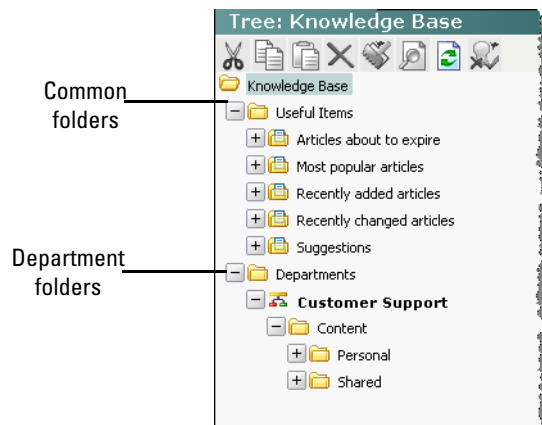 Tree: Knowledge Base
Knowledge Base
Common
folders
Useful Items
Articles about to expire
Most popular articles
Recently added articles
Recently changed articles
Suggestions
Department
folders
Departments
Customer Support
Content
Personal
Shared